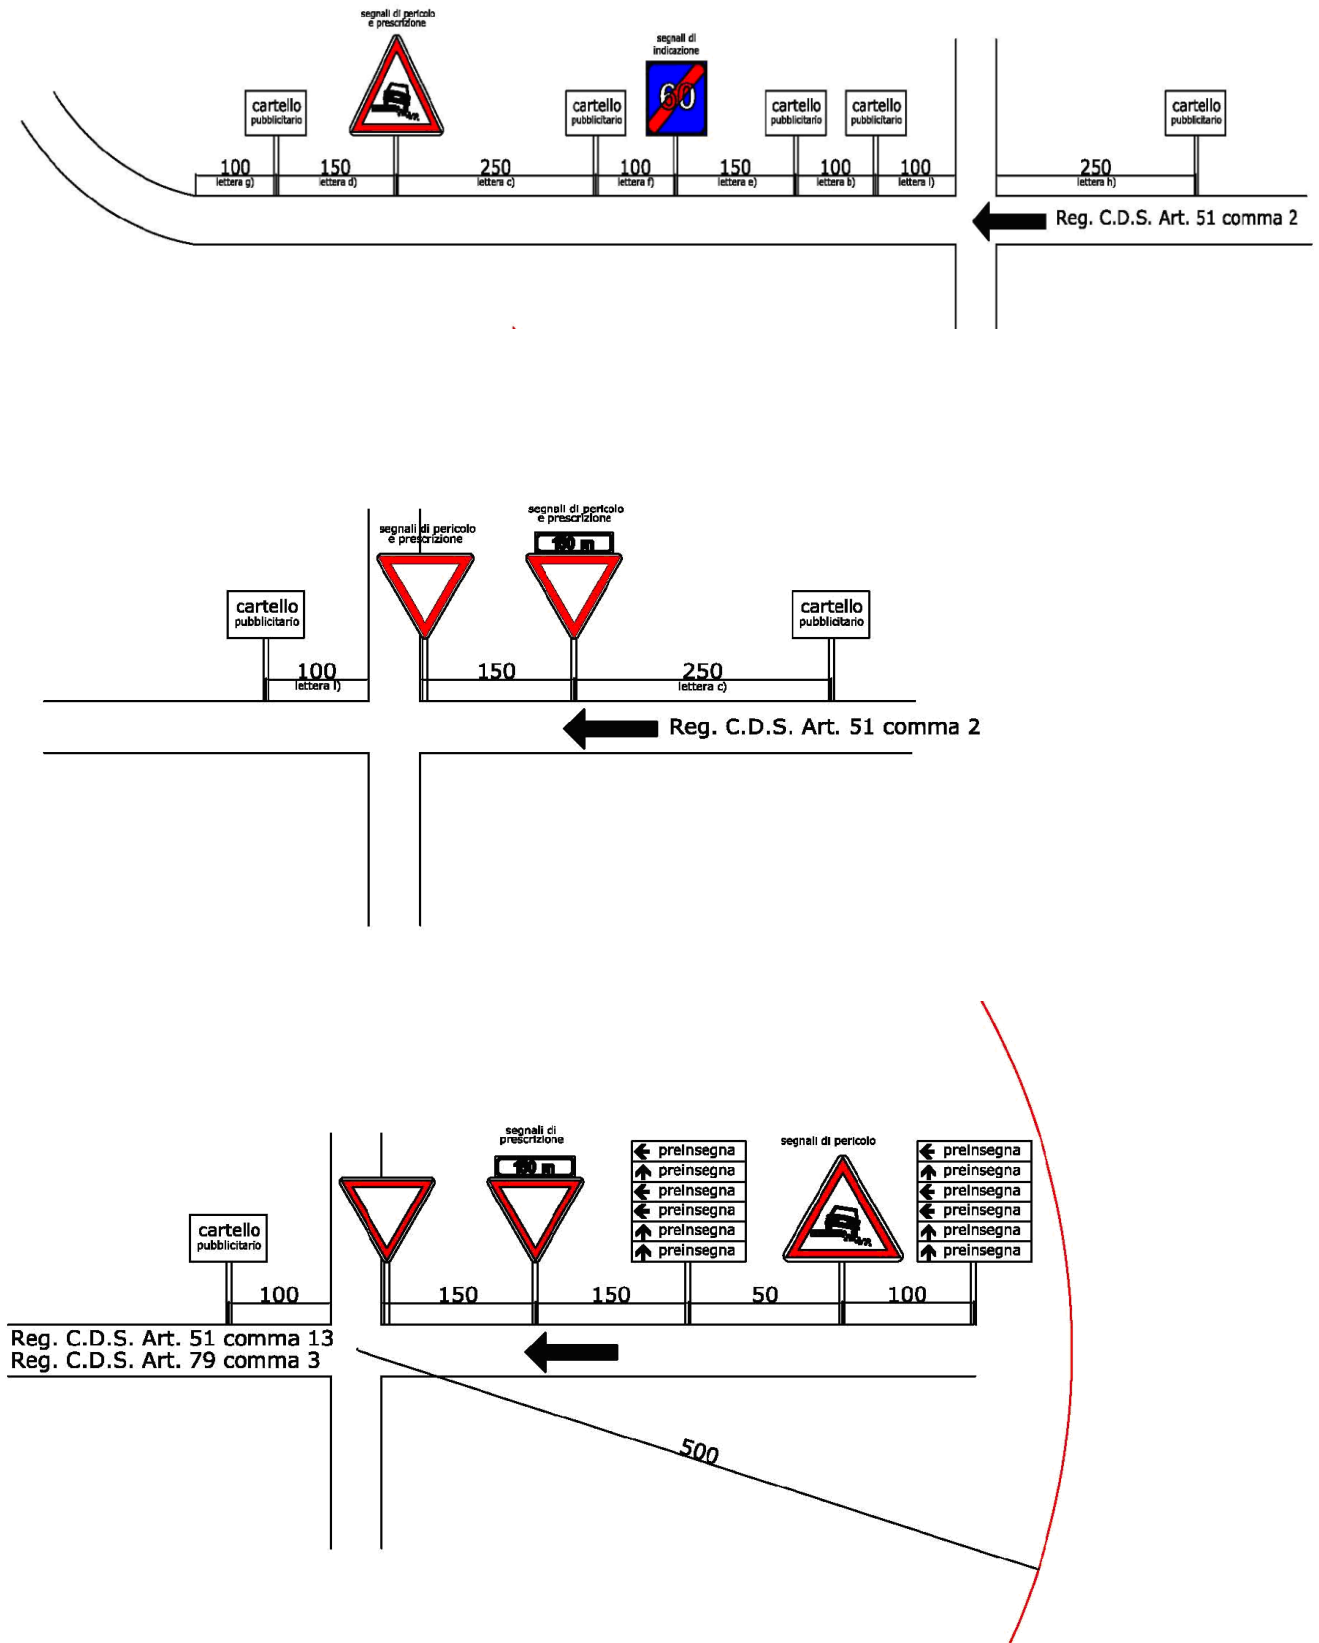 segnali di pericolo
e prescrizione
segnali di
indicazione
60
cartello
pubblicitario
cartello
pubblicitario
cartello
pubblicitario
cartello
pubblicitario
cartello
pubblicitario
100
lettera g)
150
lettera d)
250
lettera c)
100
lettera f)
150
lettera e)
100
lettera b)
100
lettera i)
250
lettera h)
Reg. C.D.S. Art. 51 comma 2
segnali di pericolo
e prescrizione
segnali di pericolo
e prescrizione
150 m
cartello
pubblicitario
cartello
pubblicitario
100
lettera i)
150
250
lettera c)
Reg. C.D.S. Art. 51 comma 2
segnali di
prescrizione
150 m
segnali di pericolo
preinsegna
preinsegna
preinsegna
preinsegna
preinsegna
preinsegna
preinsegna
preinsegna
preinsegna
preinsegna
preinsegna
preinsegna
cartello
pubblicitario
100
150
150
50
100
Reg. C.D.S. Art. 51 comma 13
Reg. C.D.S. Art. 79 comma 3
500